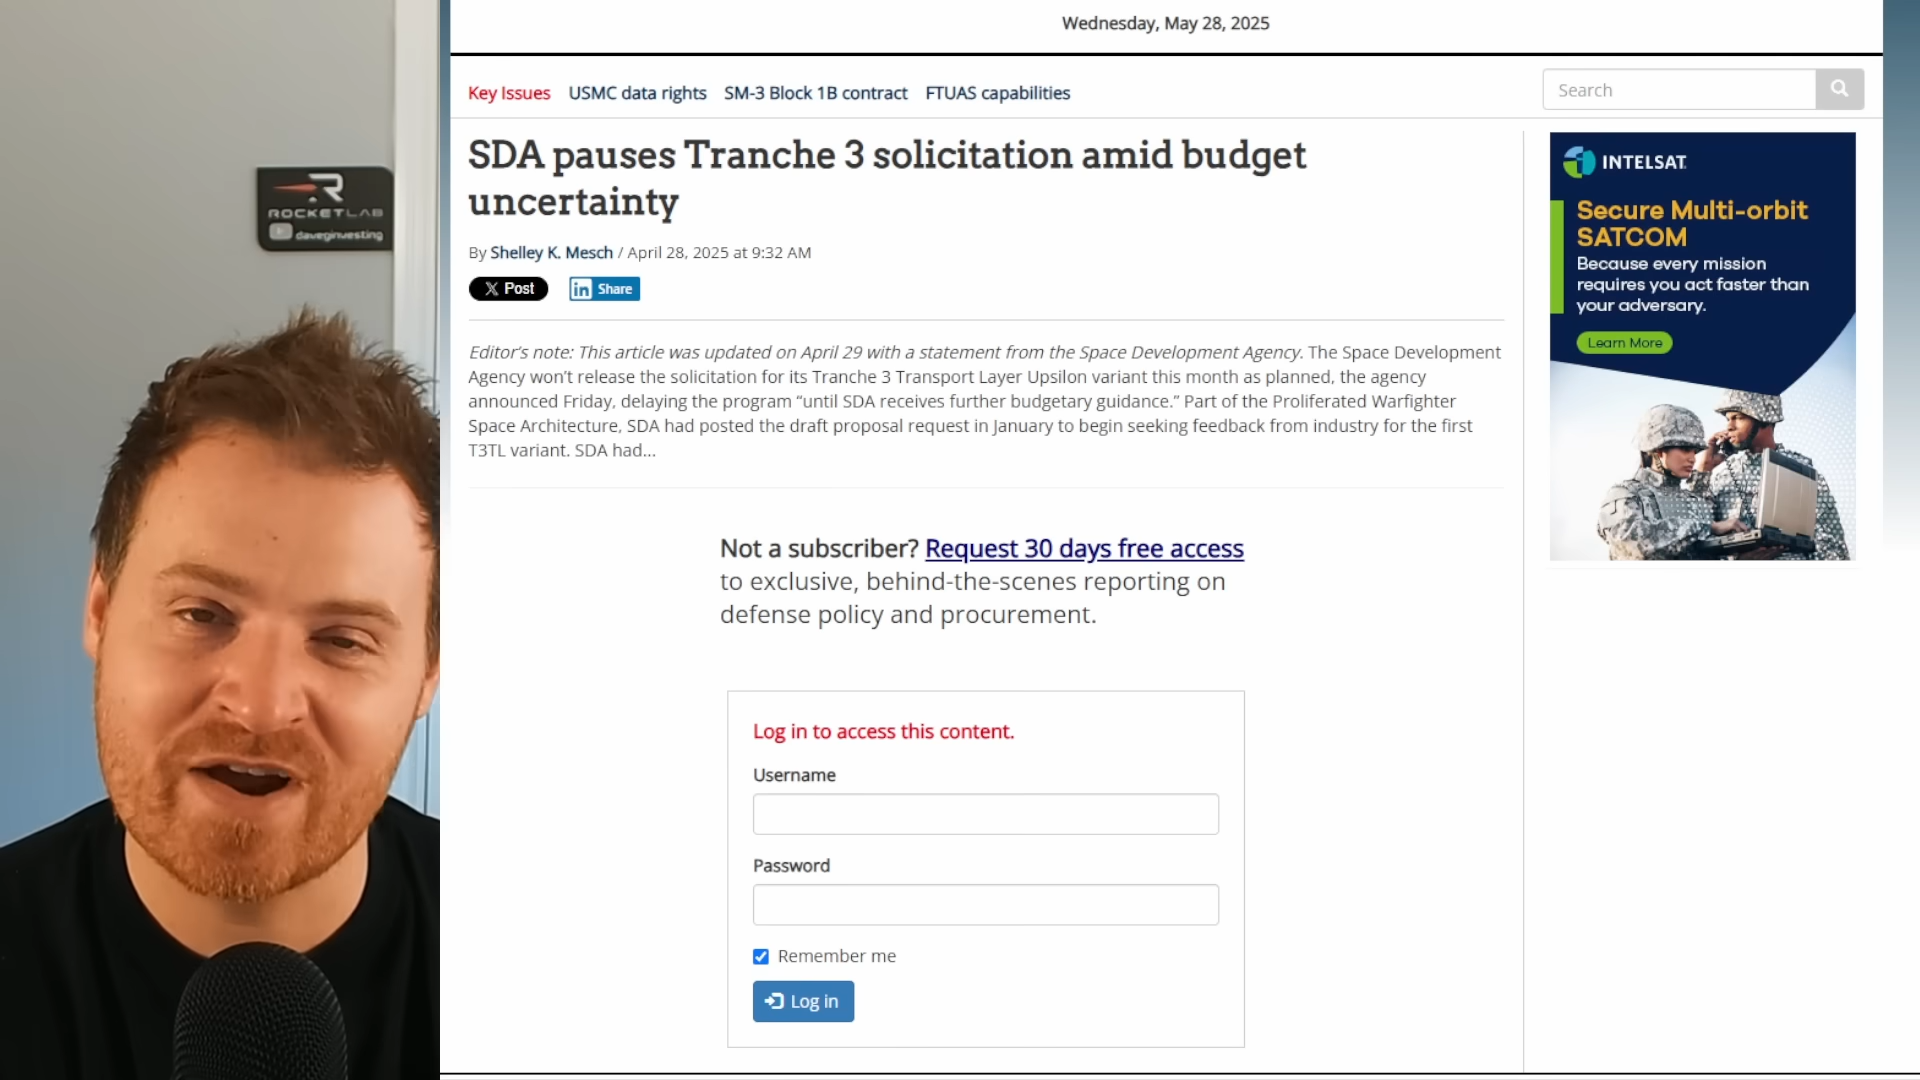 ROCKETLAB
daveginvesting
Wednesday, May 28, 2025
Key Issues USMC data rights SM-3 Block 1B contract FTUAS capabilities
Search
SDA pauses Tranche 3 solicitation amid budget
uncertainty
By Shelley K. Mesch / April 28, 2025 at 9:32 AM
X Post in Share
Editor's note: This article was updated on April 29 with a statement from the Space Development Agency. The Space Development
Agency won't release the solicitation for its Tranche 3 Transport Layer Upsilon variant this month as planned, the agency
announced Friday, delaying the program “until SDA receives further budgetary guidance.” Part of the Proliferated Warfighter
Space Architecture, SDA had posted the draft proposal request in January to begin seeking feedback from industry for the first
T3TL variant. SDA had...
Not a subscriber? Request 30 days free access
to exclusive, behind-the-scenes reporting on
defense policy and procurement.
Log in to access this content.
Username
Password
Remember me
Log in
INTELSAT
Secure Multi-orbit
SATCOM
Because every mission
requires you act faster than
your adversary.
Learn More